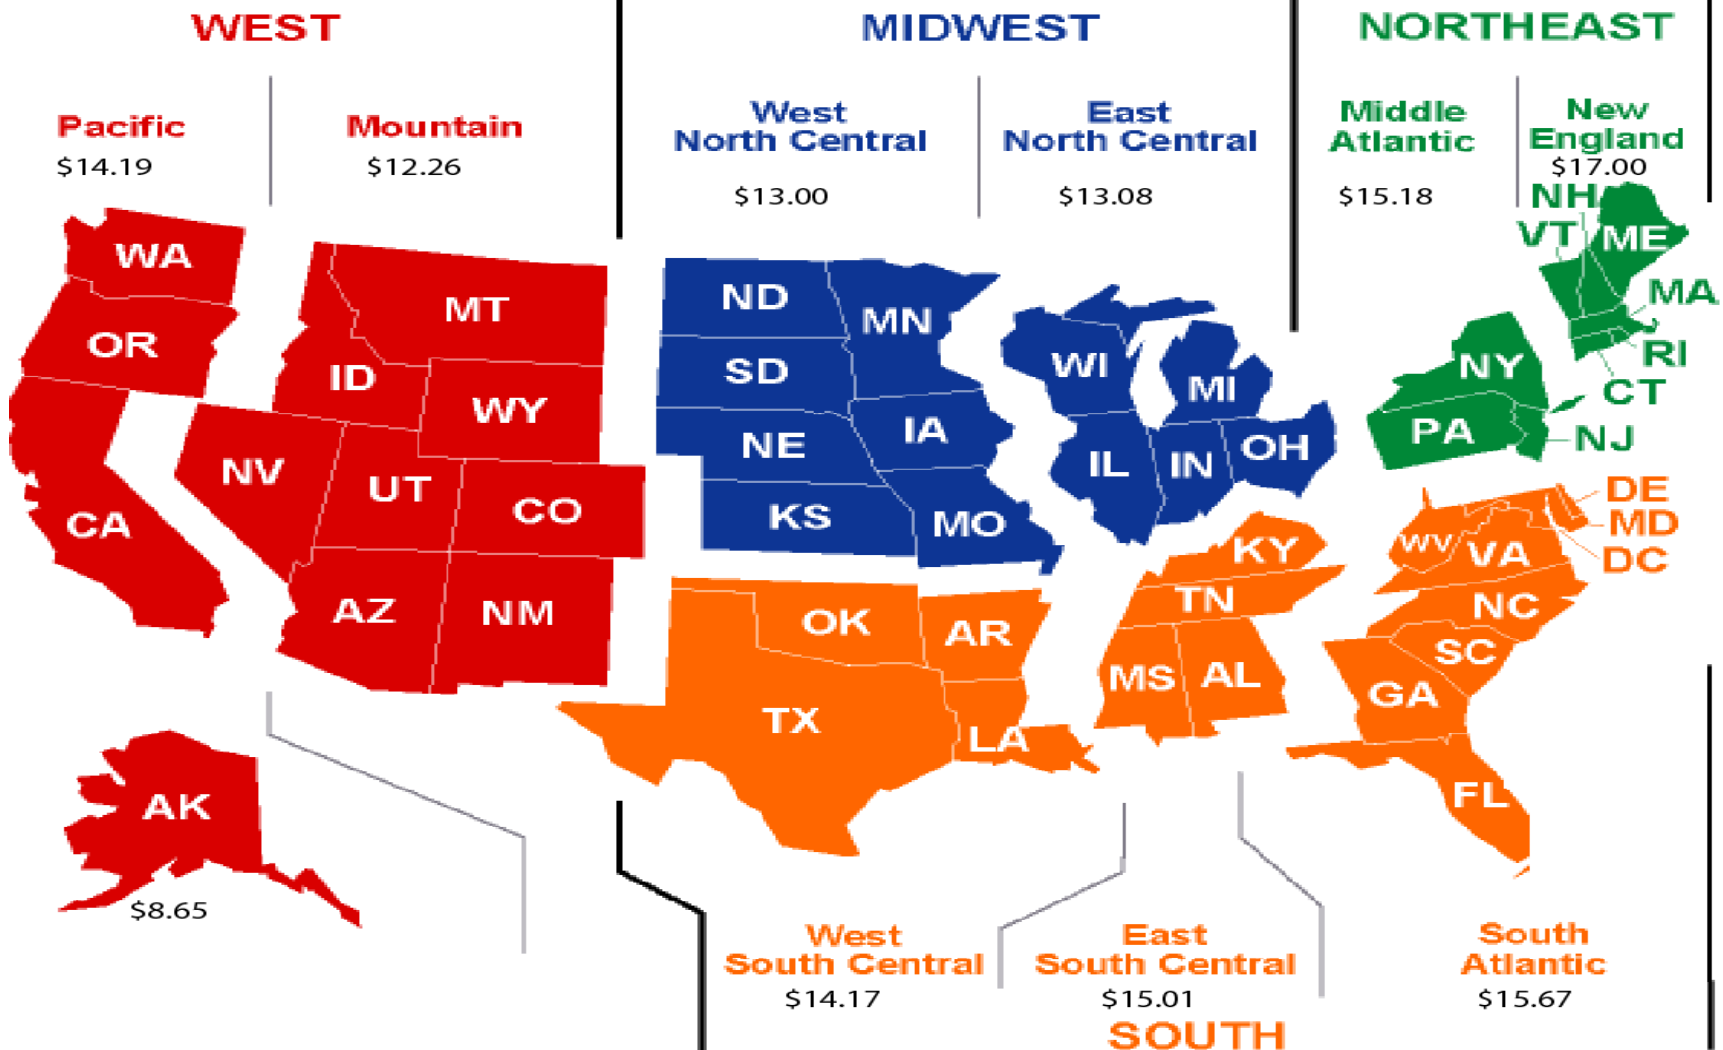 WEST
MIDWEST
NORTHEAST
Pacific
$14.19
Mountain
$12.26
West
North Central
$13.00
East
North Central
$13.08
Middle
Atlantic
$15.18
New
England
$17.00
NH
VT
ME
MA
RI
CT
NJ
NY
PA
WA
OR
CA
MT
ID
WY
NV
UT
CO
AZ
NM
ND
MN
SD
NE
IA
KS
MO
WI
MI
IL
IN
OH
DE
MD
DC
WV
VA
KY
TN
NC
SC
GA
FL
MS
AL
OK
AR
TX
LA
AK
$8.65
West
South Central
$14.17
East
South Central
$15.01
South
Atlantic
$15.67
SOUTH